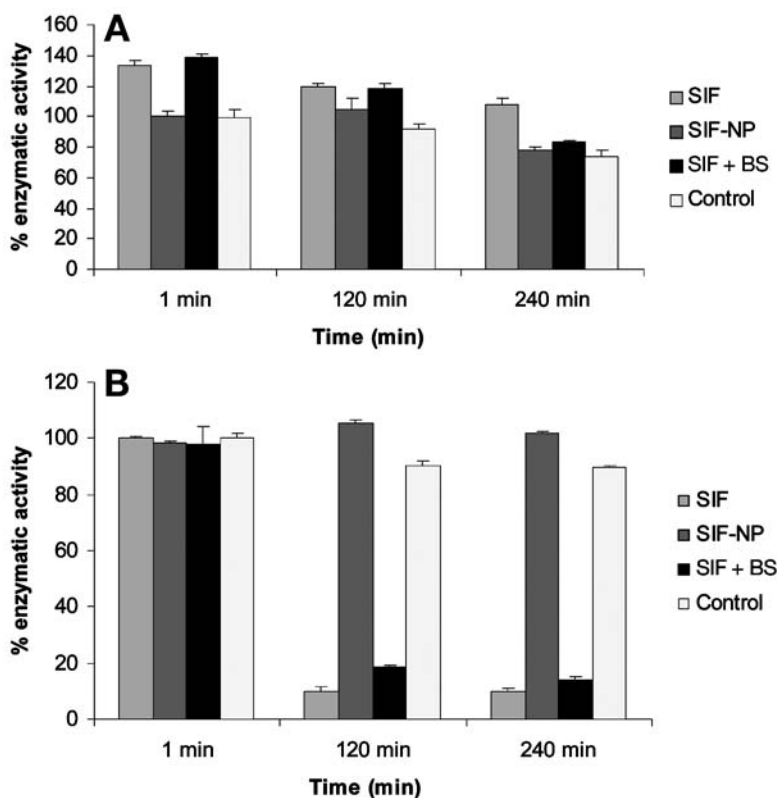 A
% enzymatic activity
160
140
120
100
80
60
40
20
0
1 min 120 min 240 min
Time (min)
SIF
SIF-NP
SIF + BS
Control
B
% enzymatic activity
120
100
80
60
40
20
0
1 min 120 min 240 min
Time (min)
SIF
SIF-NP
SIF + BS
Control